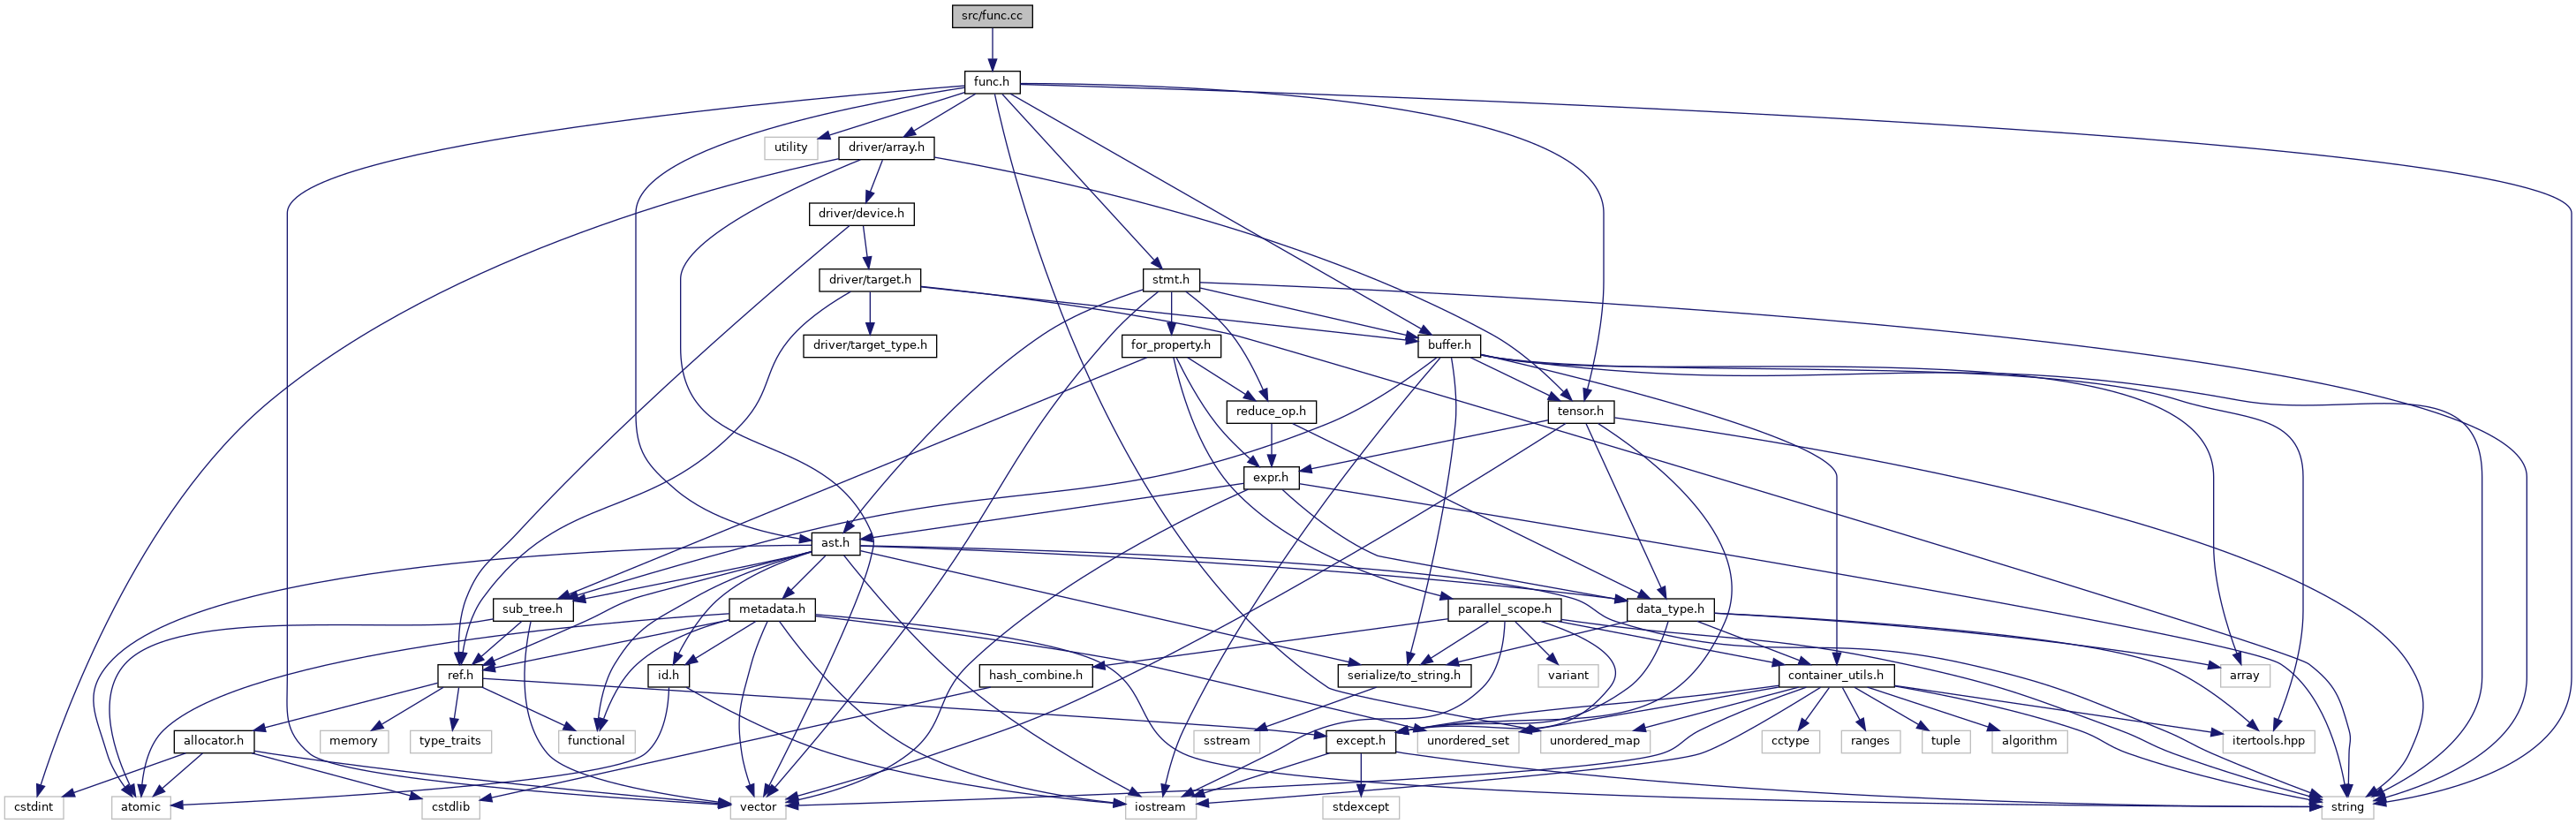 src/func.cc
func.h
utility
driver/array.h
driver/device.h
driver/target.h
stmt.h
driver/target_type.h
for_property.h
buffer.h
reduce_op.h
tensor.h
expr.h
ast.h
sub_tree.h
metadata.h
parallel_scope.h
data_type.h
ref.h
id.h
hash_combine.h
serialize/to_string.h
variant
container_utils.h
array
allocator.h
memory
type_traits
functional
sstream
except.h
unordered_set
unordered_map
cctype
ranges
tuple
algorithm
itertools.hpp
cstdint
atomic
cstdlib
vector
iostream
stdexcept
string